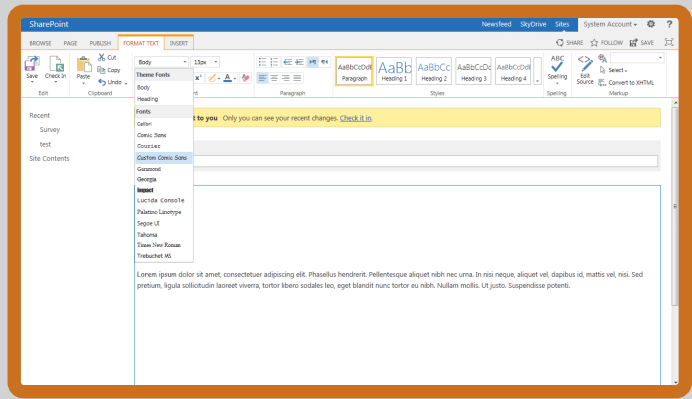 SharePoint Newsfeed SkyDrive Sites System Account ?
BROWSE PAGE PUBLISH FORMAT TEXT INSERT SHARE FOLLOW SAVE
Save Check In Paste Cut Copy Undo Body 13px
Theme Fonts
Body
Heading
Fonts
Calibri
Comic Sans
Courier
Custom Comic Sans
Garamond
Georgia
Impact
Lucida Console
Palatino Linotype
Segoe UI
Tahoma
Times New Roman
Trebuchet MS
AaBbCcDdE AaBb AaBbCc AaBbCcDc AaBbCcDdI
Paragraph Heading 1 Heading 2 Heading 3 Heading 4
ABC Spelling Edit Source Select Convert to XHTML
Edit Clipboard nt Paragraph Styles Spelling Markup
Recent
Survey
test
Site Contents
t to you Only you can see your recent changes. Check it in.
Lorem ipsum dolor sit amet, consectetuer adipiscing elit. Phasellus hendrerit. Pellentesque aliquet nibh nec urna. In nisi neque, aliquet vel, dapibus id, mattis vel, nisi. Sed
pretium, ligula sollicitudin laoreet viverra, tortor libero sodales leo, eget blandit nunc tortor eu nibh. Nullam mollis. Ut justo. Suspendisse potenti.